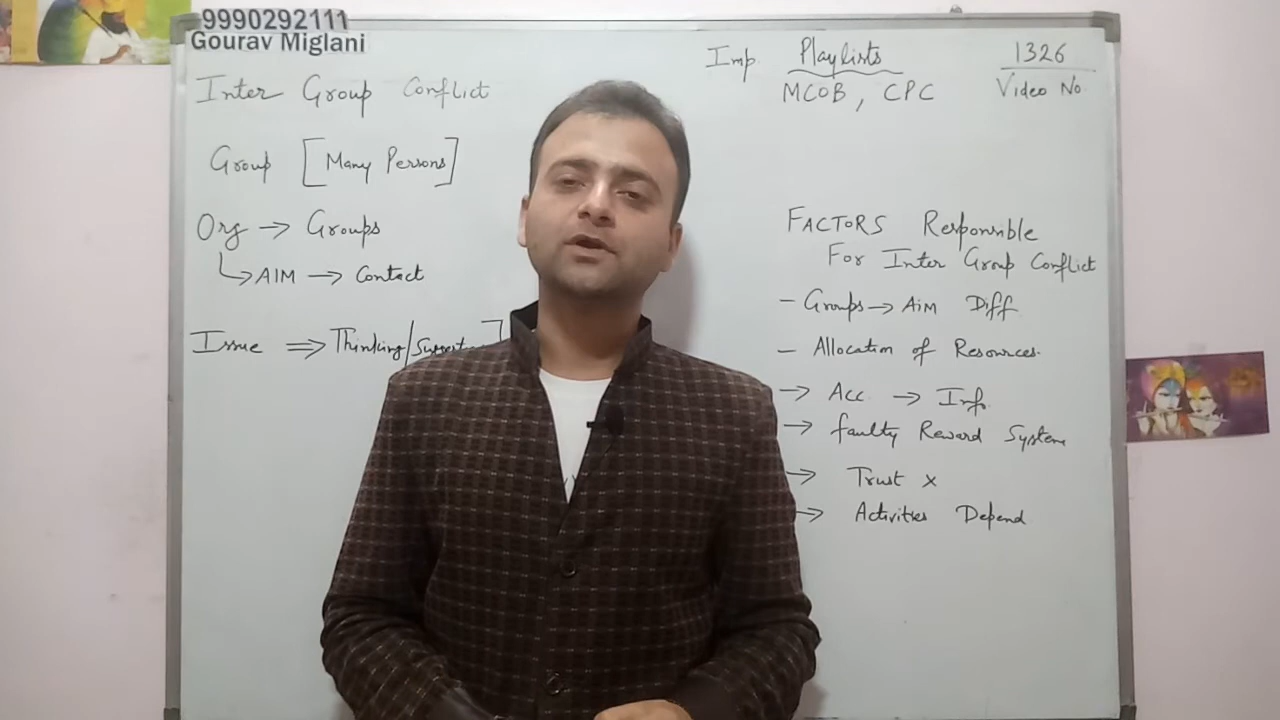 9990292111
Gourav Miglani
Inter Group Conflict
Group [Many Persons]
Org → Groups
↳ AIM → Contact
Issue ⇒ Thinking/
Imp. Playlists
MCOB, CPC
1326
Video No.
FACTORS Responsible
For Inter Group Conflict
- Groups → Aim Diff
- Allocation of Resources.
→ Acc. → Inf.
→ faulty Reward System
→ Trust x
→ Activities Depend